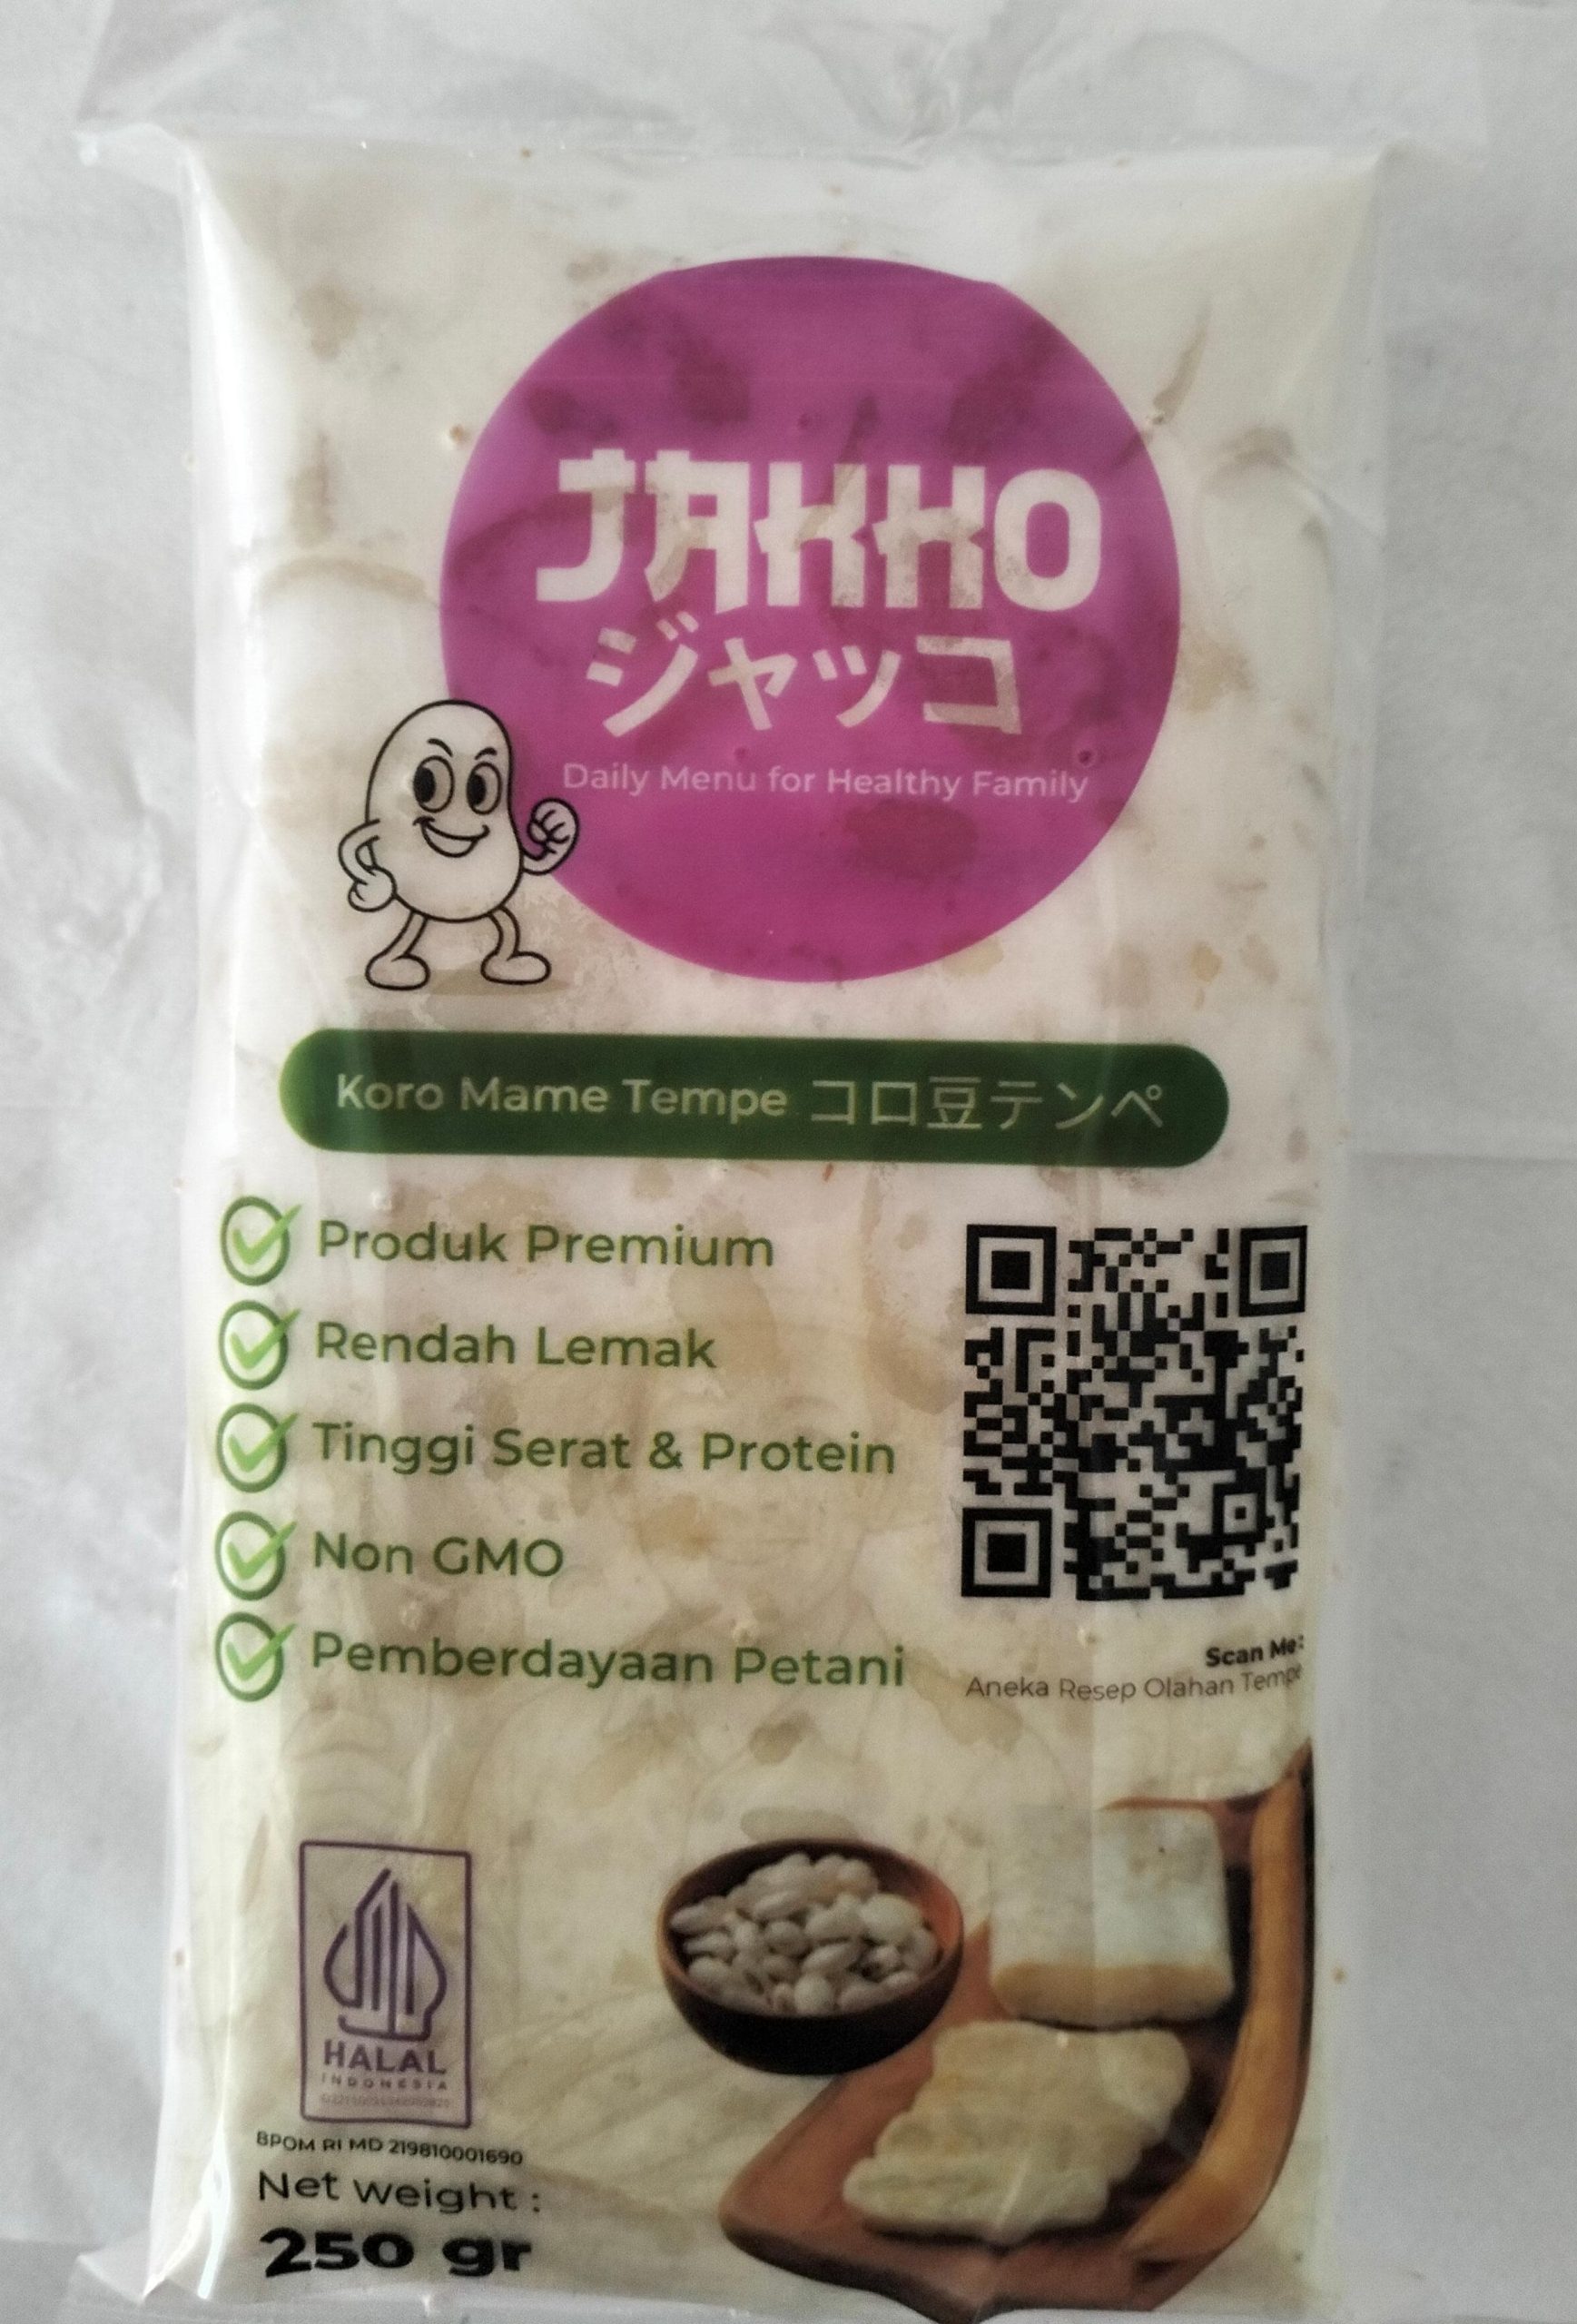 JAKKO
ジャッコ
Daily Menu for Healthy Family
Koro Mame Tempe コロ豆テンペ
Produk Premium
Rendah Lemak
Tinggi Serat & Protein
Non GMO
Pemberdayaan Petani
Scan Me:
Aneka Resep Olahan Tempe
HALAL
INDONESIA
BPOM RI MD 219810001690
Net weight :
250 gr